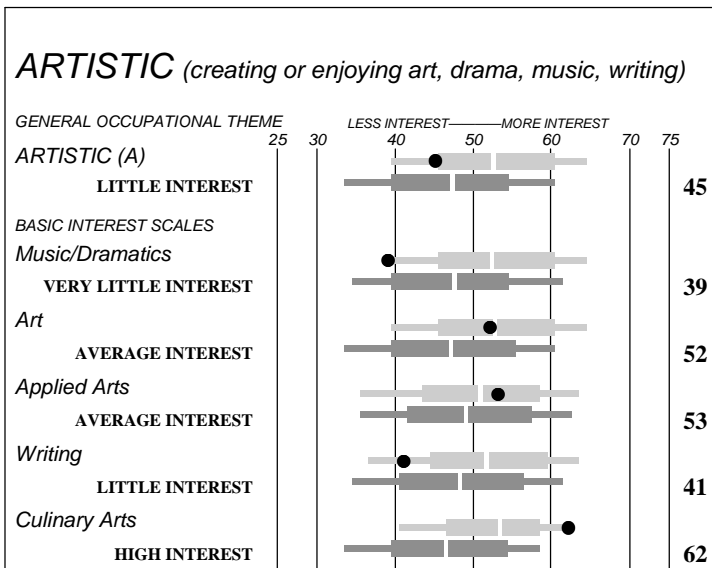 ARTISTIC (creating or enjoying art, drama, music, writing)
GENERAL OCCUPATIONAL THEME LESS INTEREST MORE INTEREST
25 30 40 50 60 70 75
ARTISTIC (A)
LITTLE INTEREST 45
BASIC INTEREST SCALES
Music/Dramatics
VERY LITTLE INTEREST 39
Art
AVERAGE INTEREST 52
Applied Arts
AVERAGE INTEREST 53
Writing
LITTLE INTEREST 41
Culinary Arts
HIGH INTEREST 62